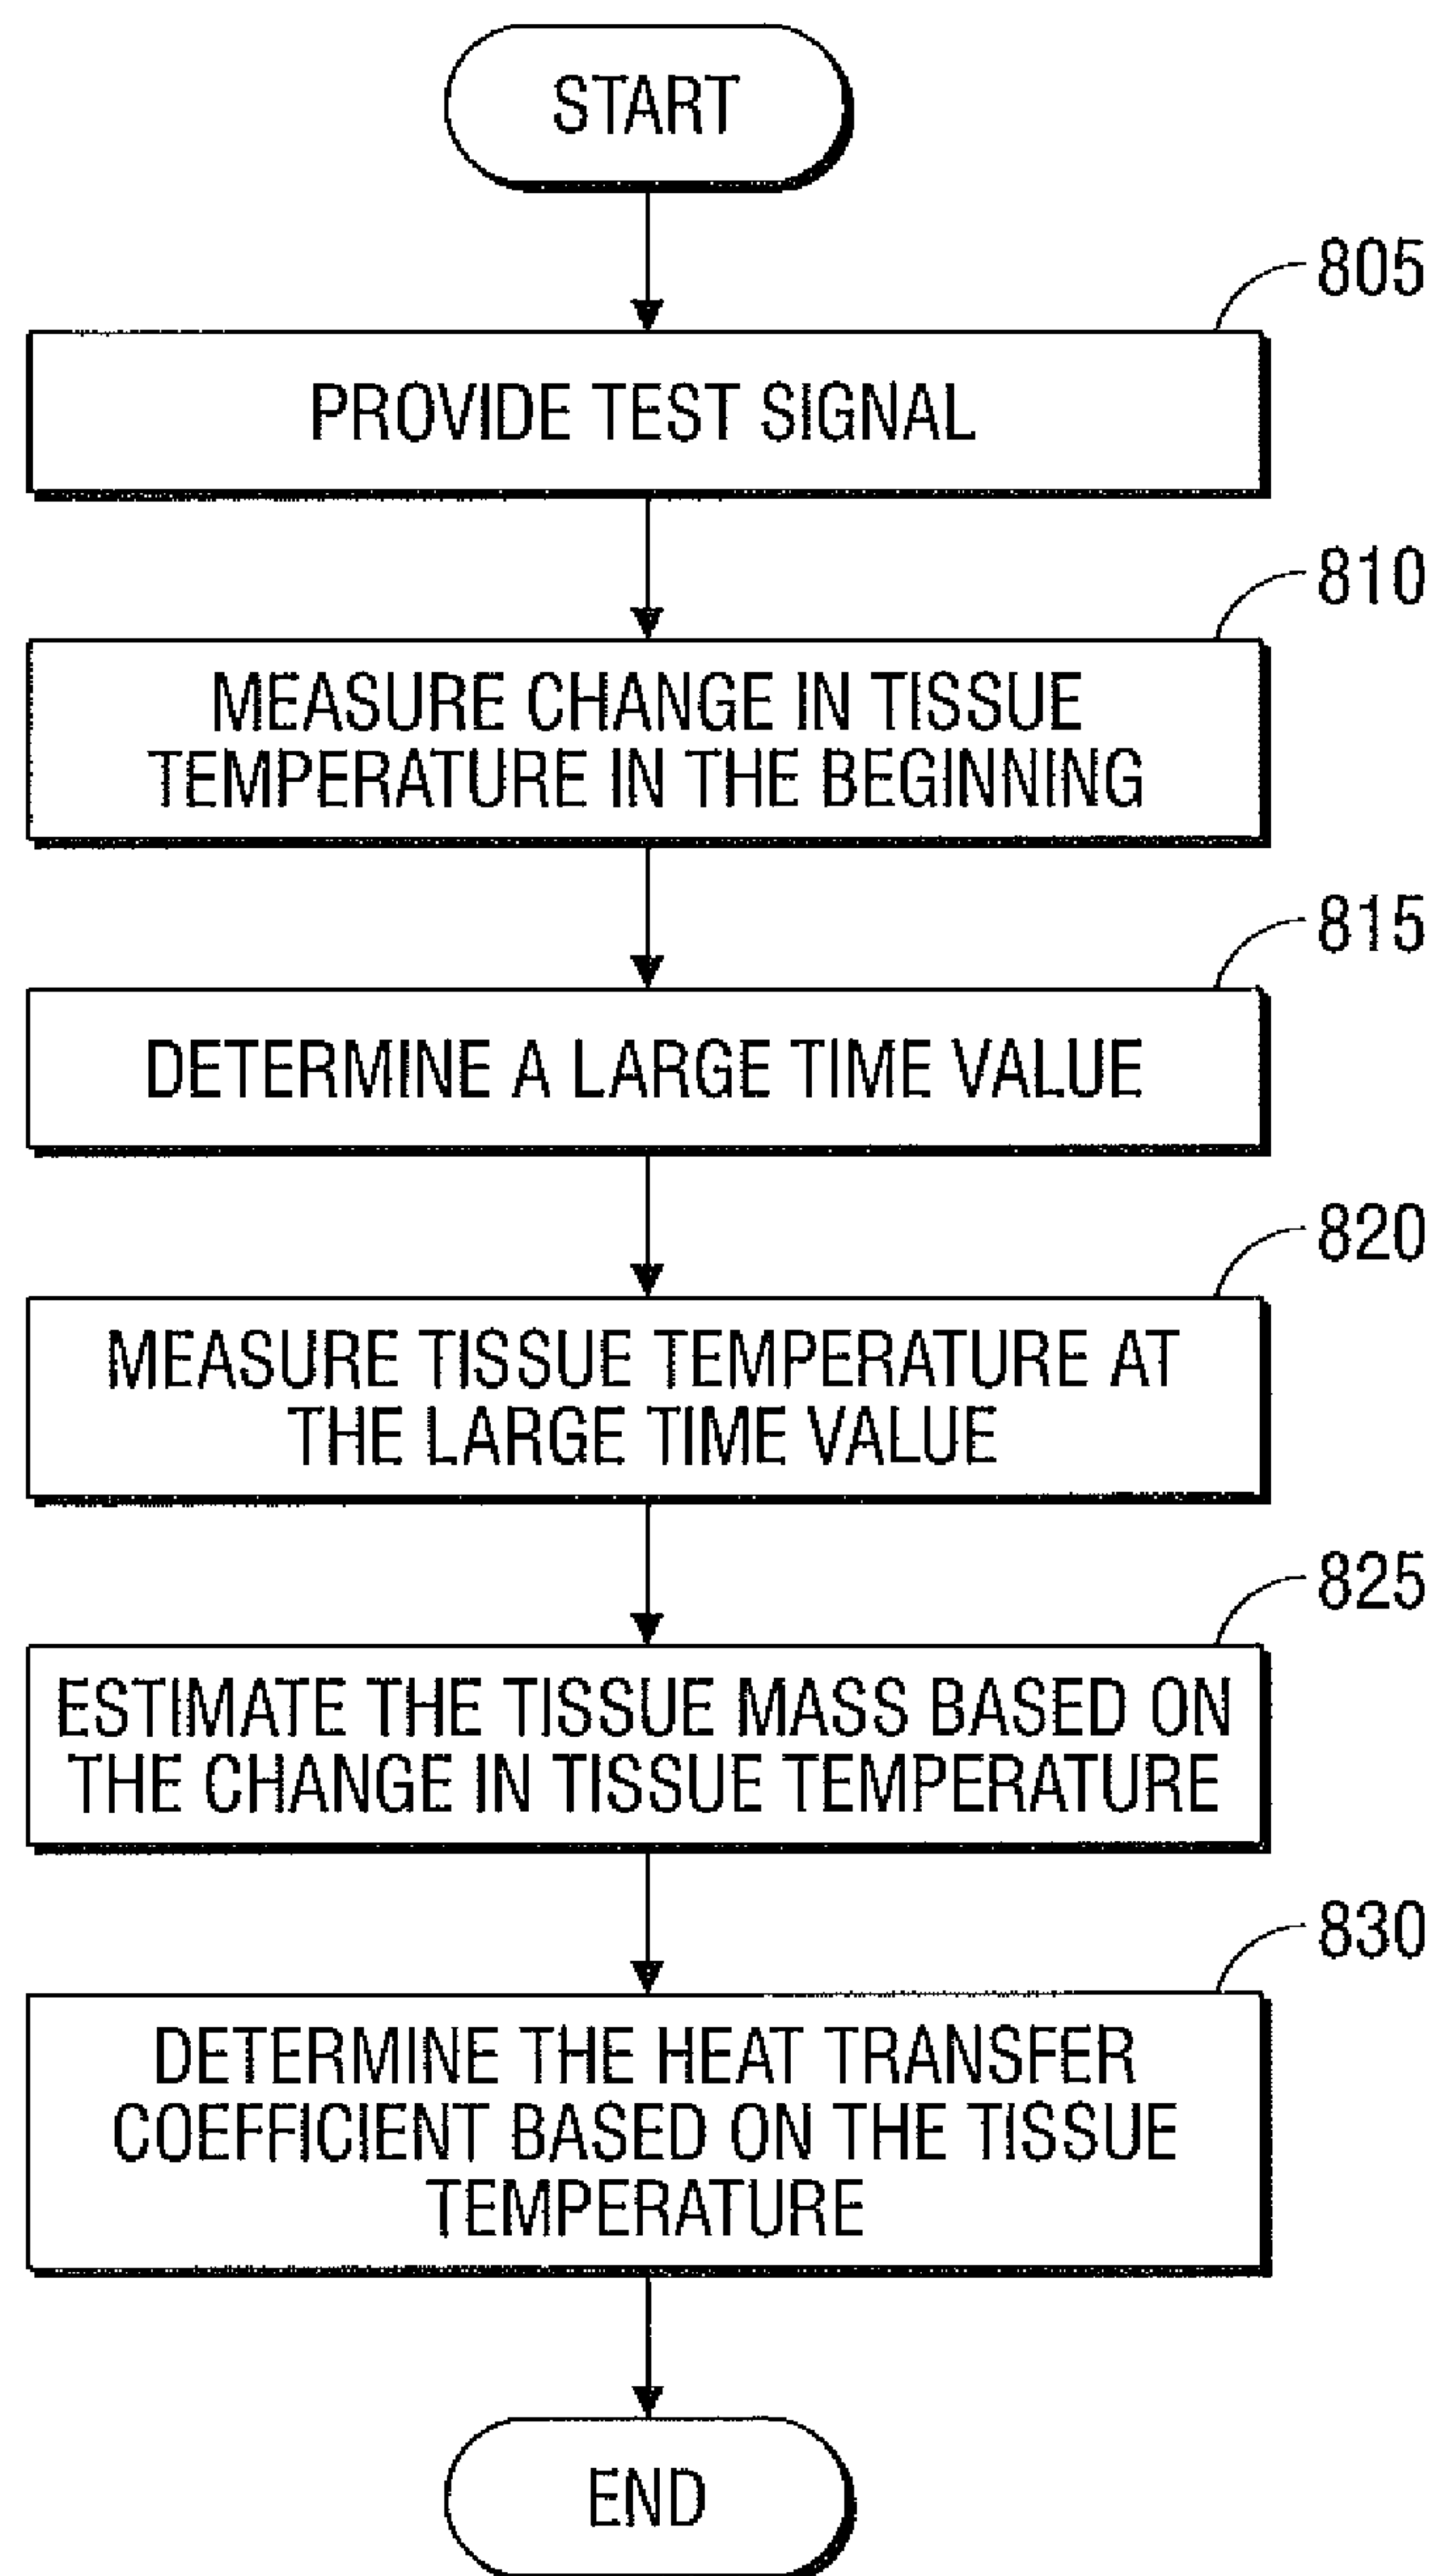 START
805
PROVIDE TEST SIGNAL
810
MEASURE CHANGE IN TISSUE
TEMPERATURE IN THE BEGINNING
815
DETERMINE A LARGE TIME VALUE
820
MEASURE TISSUE TEMPERATURE AT
THE LARGE TIME VALUE
825
ESTIMATE THE TISSUE MASS BASED ON
THE CHANGE IN TISSUE TEMPERATURE
830
DETERMINE THE HEAT TRANSFER
COEFFICIENT BASED ON THE TISSUE
TEMPERATURE
END